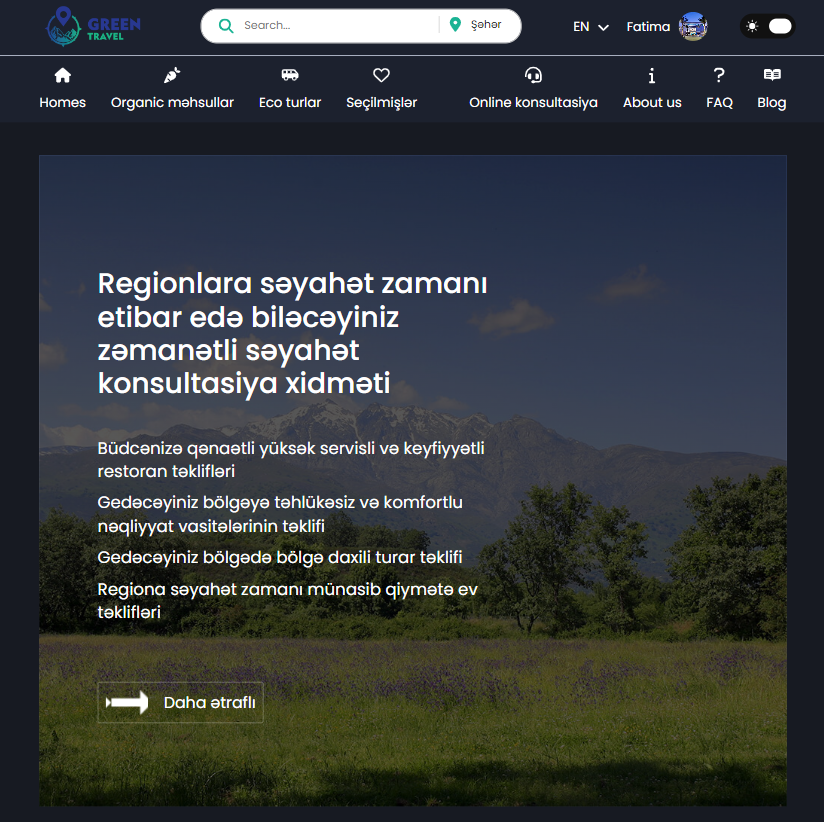 GREEN
TRAVEL
Search...
Şəhər
EN
Fatima
Homes
Organic məhsullar
Eco turlar
Seçilmişlər
Online konsultasiya
About us
FAQ
Blog
Regionlara səyahət zamanı
etibar edə biləcəyiniz
zəmanətli səyahət
konsultasiya xidməti
Büdcənizə qənaətli yüksək servisli və keyfiyyətli
restoran təklifləri
Gedəcəyiniz bölgəyə təhlükəsiz və komfortlu
nəqliyyat vasitələrinin təklifi
Gedəcəyiniz bölgədə bölgə daxili turar təklifi
Regiona səyahət zamanı münasib qiymətə ev
təklifləri
Daha ətraflı